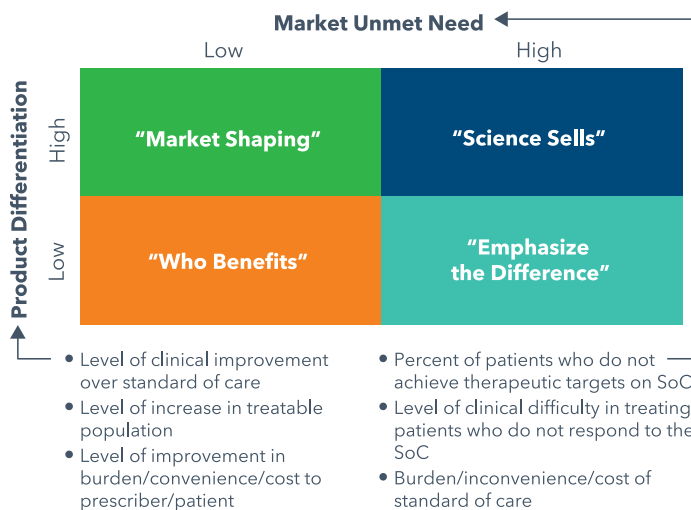 Market Unmet Need
Low
High
Product Differentiation
High
Low
“Market Shaping”
“Science Sells”
“Who Benefits”
“Emphasize
the Difference”
• Level of clinical improvement
over standard of care
• Level of increase in treatable
population
• Level of improvement in
burden/convenience/cost to
prescriber/patient
• Percent of patients who do not
achieve therapeutic targets on SoC
• Level of clinical difficulty in treating
patients who do not respond to the
SoC
• Burden/inconvenience/cost of
standard of care